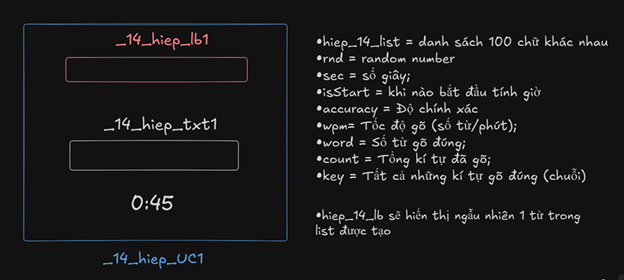 _14_hiep_lb1
_14_hiep_txt1
0:45
_14_hiep_UC1
•hiep_14_list = danh sách 100 chữ khác nhau
•rnd = random number
•sec = số giây;
•isStart = khi nào bắt đầu tính giờ
•accuracy = Độ chính xác
•wpm= Tốc độ gõ (số từ/phút);
•word = Số từ gõ đúng;
•count = Tổng kí tự đã gõ;
•key = Tất cả những kí tự gõ đúng (chuỗi)
•hiep_14_lb sẽ hiển thị ngẫu nhiên 1 từ trong
list được tạo